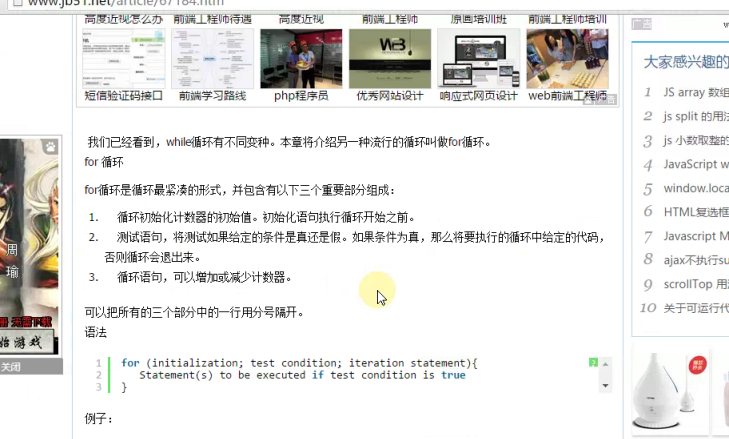 www.jb51.net/article/67184.htm
高度近视怎么办 前端工程师待遇 高度近视 前端工程师 原画培训班 前端工程师培训
WEB
短信验证码接口 前端学习路线 php程序员 优秀网站设计 响应式网页设计 web前端工程师
我们已经看到，while循环有不同变种。本章将介绍另一种流行的循环叫做for循环。
for 循环
for循环是循环最紧凑的形式，并包含有以下三个重要部分组成：
1. 循环初始化计数器的初始值。初始化语句执行循环开始之前。
2. 测试语句，将测试如果给定的条件是真还是假。如果条件为真，那么将要执行的循环中给定的代码，
否则循环会退出来。
3. 循环语句，可以增加或减少计数器。
可以把所有的三个部分中的一行用分号隔开。
语法
1 for (initialization; test condition; iteration statement){
2 Statement(s) to be executed if test condition is true
3 }
例子：
周
瑜
始游戏
关闭
大家感兴趣的
1 JS array 数组
2 js split 的用法
3 js 小数取整的
4 JavaScript w
5 window.loca
6 HTML复选框
7 Javascript M
8 ajax不执行su
9 scrollTop 用法
10 关于可运行代